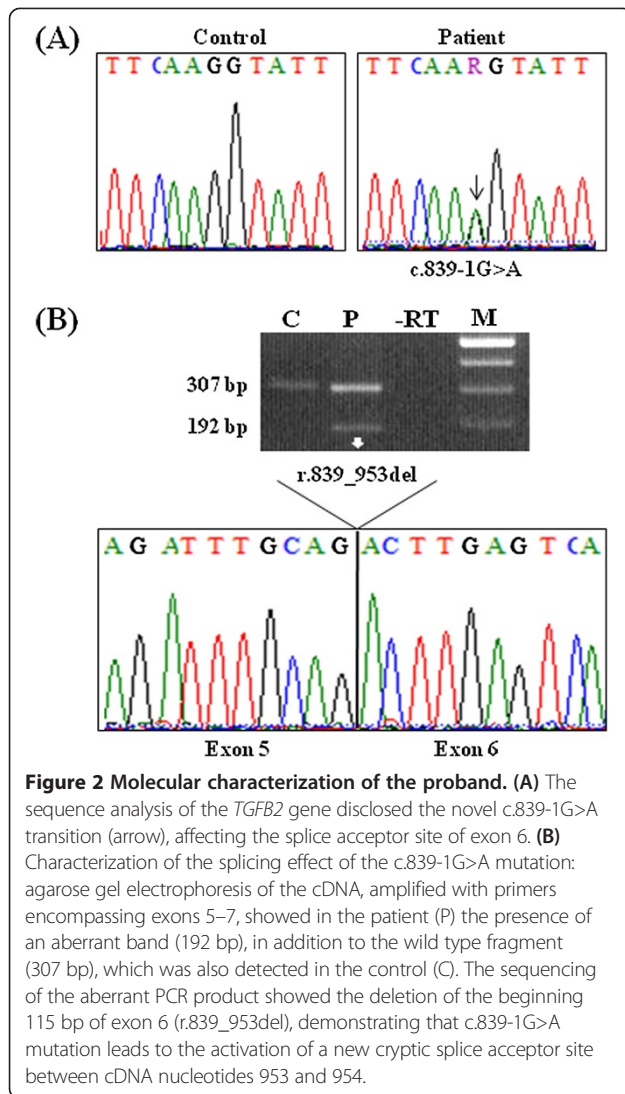 (A)
Control Patient
T T C A A G G T A T T T T C A A R G T A T T
c.839-1G>A
(B)
C P -RT M
307 bp
192 bp
r.839_953del
A G A T T T G C A G A C T T G A G T C A
Exon 5 Exon 6
Figure 2 Molecular characterization of the proband. (A) The
sequence analysis of the TGFB2 gene disclosed the novel c.839-1G>A
transition (arrow), affecting the splice acceptor site of exon 6. (B)
Characterization of the splicing effect of the c.839-1G>A mutation:
agarose gel electrophoresis of the cDNA, amplified with primers
encompassing exons 5–7, showed in the patient (P) the presence of
an aberrant band (192 bp), in addition to the wild type fragment
(307 bp), which was also detected in the control (C). The sequencing
of the aberrant PCR product showed the deletion of the beginning
115 bp of exon 6 (r.839_953del), demonstrating that c.839-1G>A
mutation leads to the activation of a new cryptic splice acceptor site
between cDNA nucleotides 953 and 954.